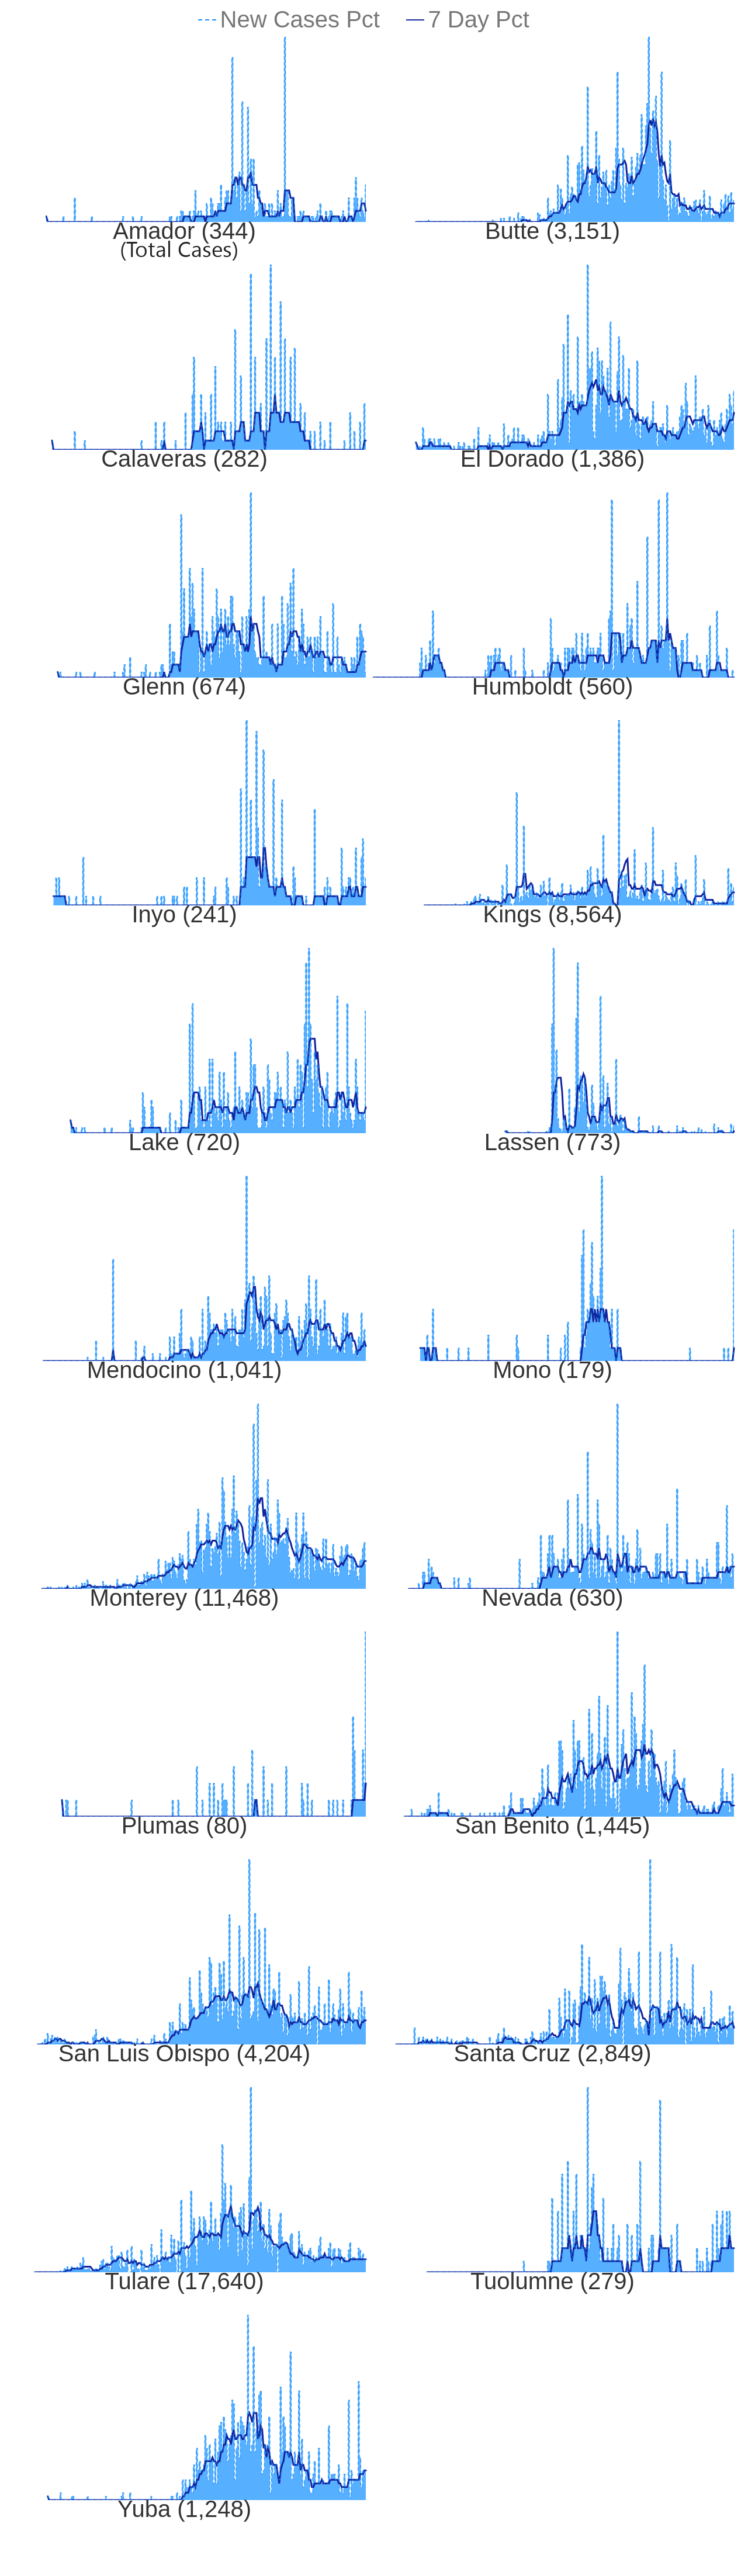 New Cases Pct 7 Day Pct
Amador (344) Butte (3,151)
(Total Cases)
Calaveras (282) El Dorado (1,386)
Glenn (674) Humboldt (560)
Inyo (241) Kings (8,564)
Lake (720) Lassen (773)
Mendocino (1,041) Mono (179)
Monterey (11,468) Nevada (630)
Plumas (80) San Benito (1,445)
San Luis Obispo (4,204) Santa Cruz (2,849)
Tulare (17,640) Tuolumne (279)
Yuba (1,248)